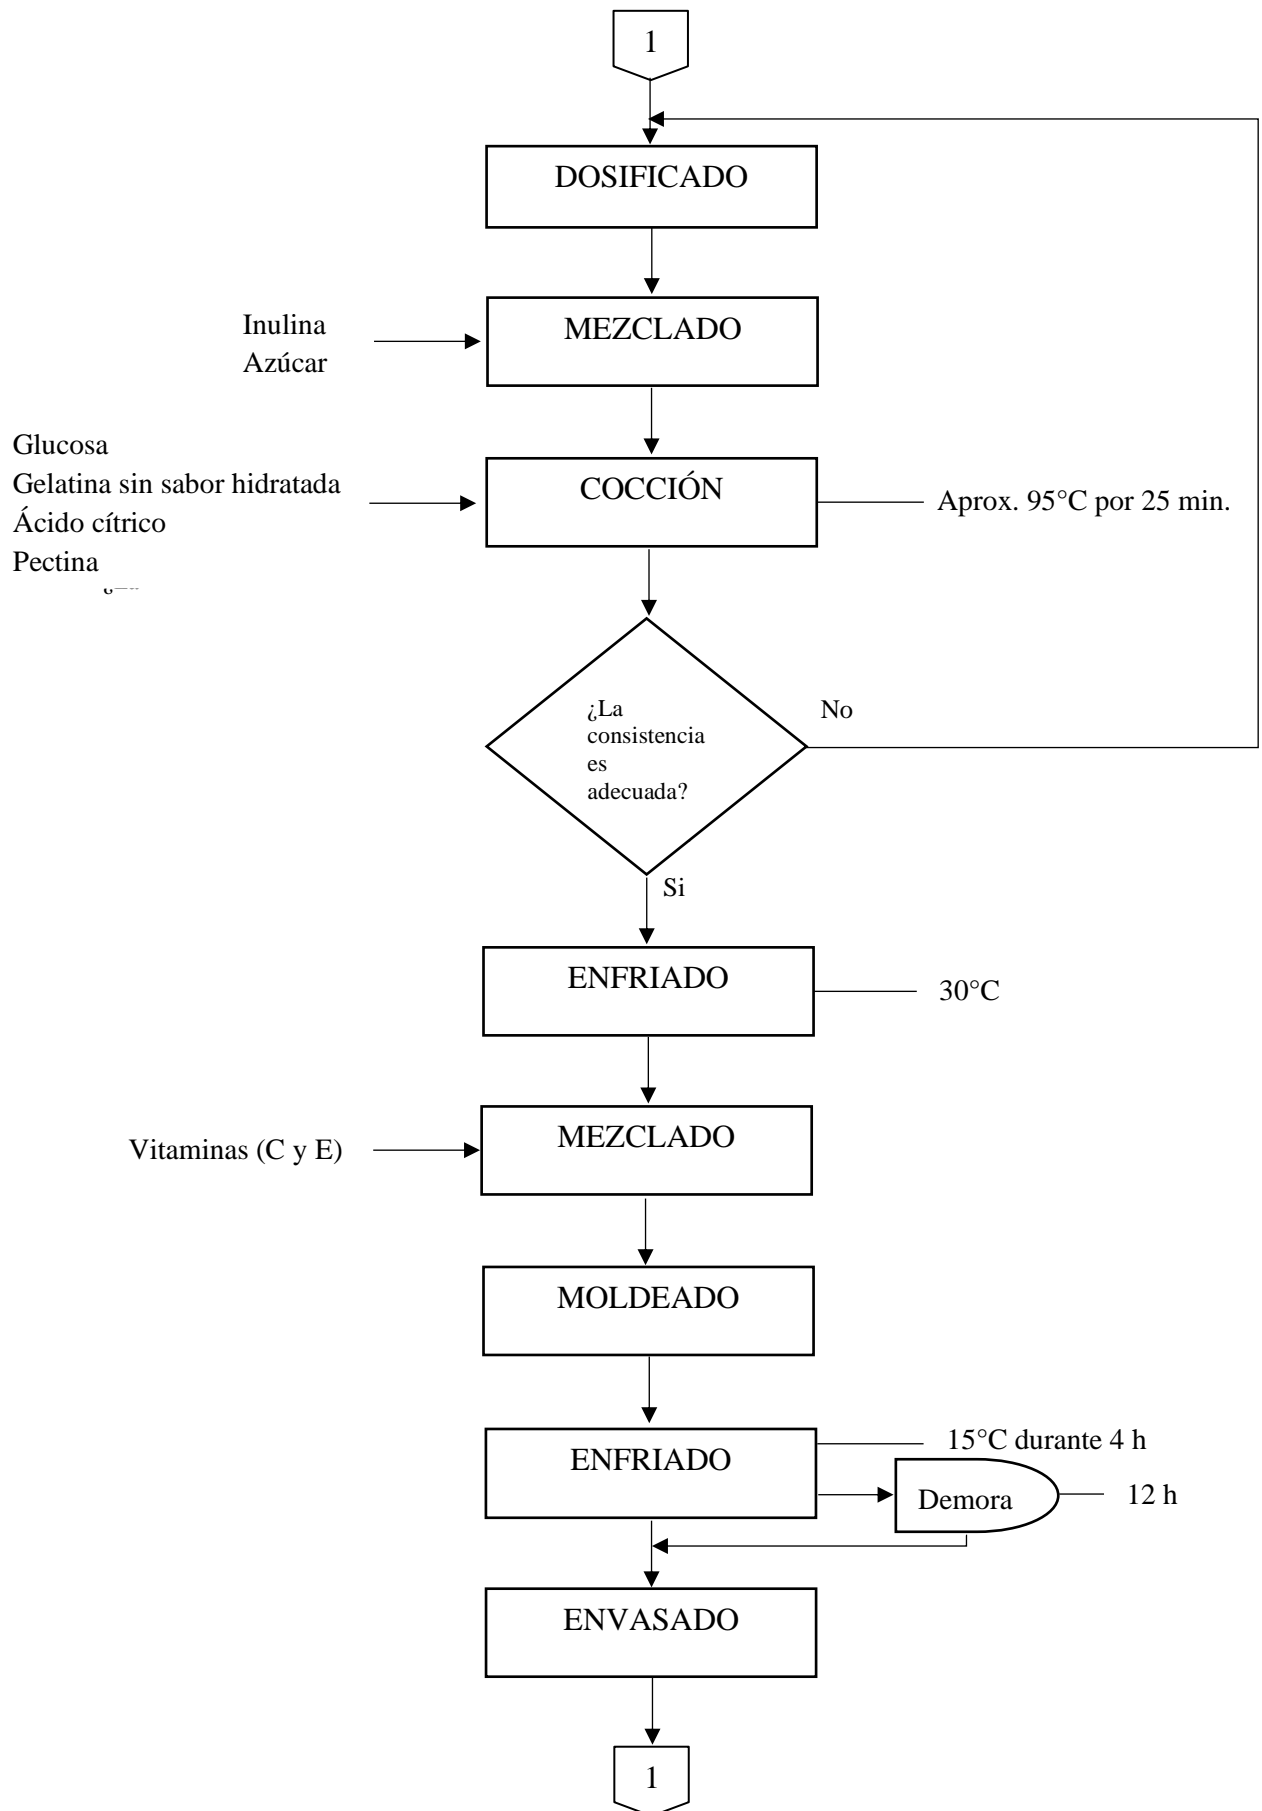 1
DOSIFICADO
Inulina
Azúcar
MEZCLADO
Glucosa
Gelatina sin sabor hidratada
Ácido cítrico
Pectina
COCCIÓN
Aprox. 95°C por 25 min.
¿La
consistencia
es
adecuada?
No
Si
ENFRIADO
30°C
Vitaminas (C y E)
MEZCLADO
MOLDEADO
ENFRIADO
15°C durante 4 h
Demora
12 h
ENVASADO
1